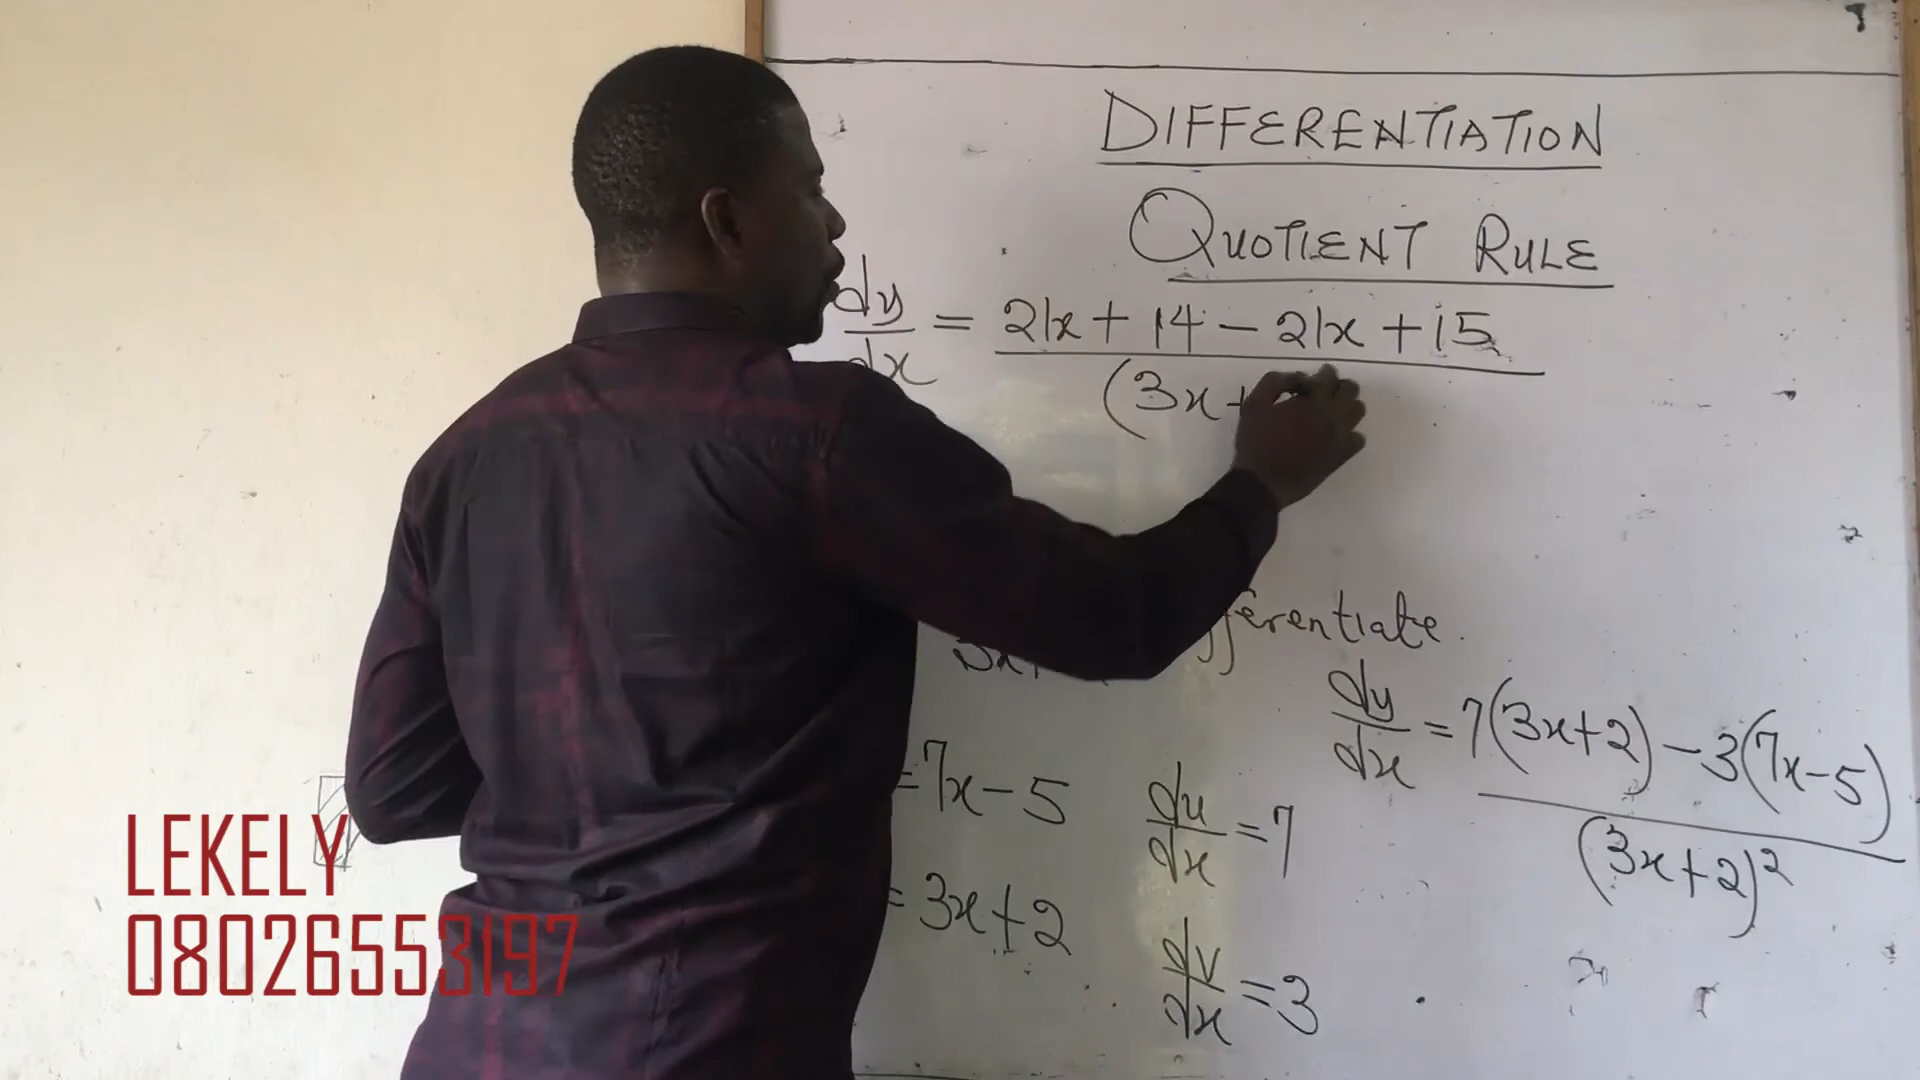 DIFFERENTIATION
QUOTIENT RULE
dy/dx = 21x + 14 - 21x + 15
(3x+
differentiate.
dy/dx = 7(3x+2) - 3(7x-5)
(3x+2)²
= 7x - 5
du/dx = 7
= 3x + 2
dv/dx = 3
LEKELY
08026553197